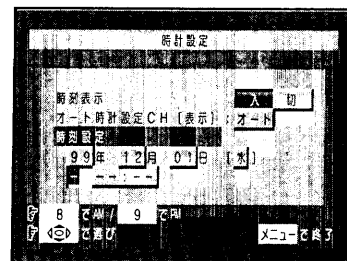 時計設定
時刻表示 入 切
オート時計設定CH [表示] : オート
時刻設定
99年 12月 01日 [水]
-- --:--
8 でAM/ 9 でPM
で選び メニューで終了